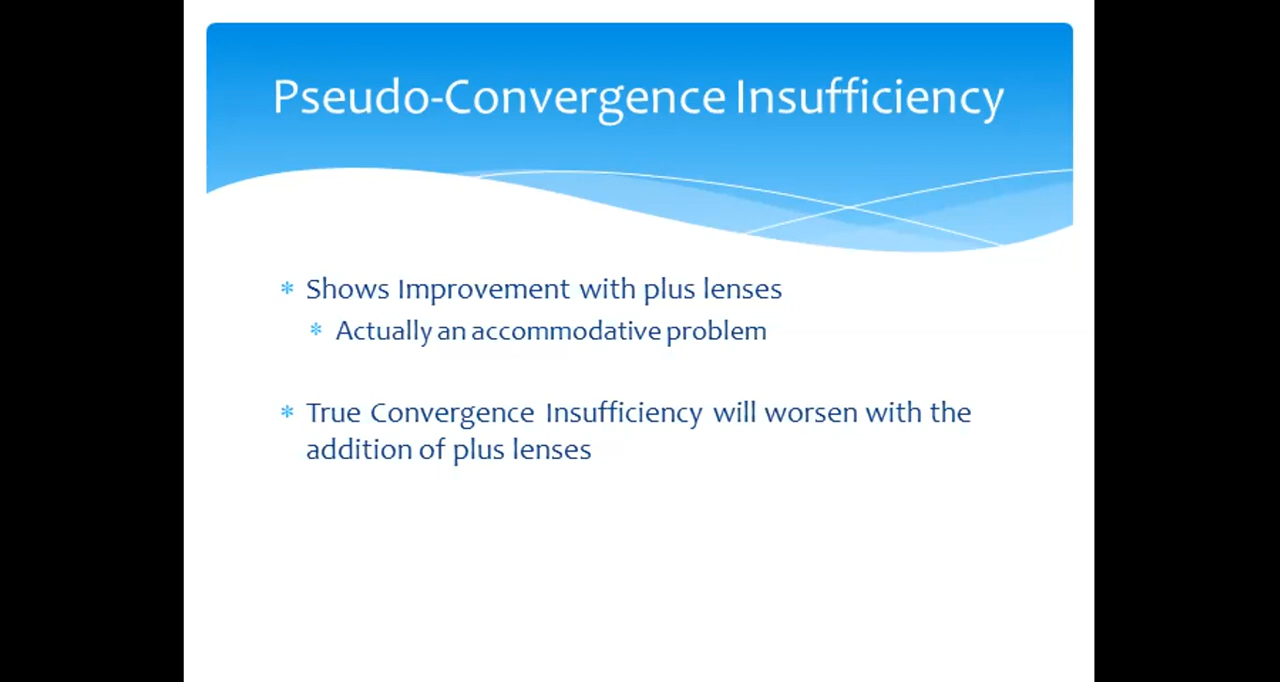 Pseudo-Convergence Insufficiency
* Shows Improvement with plus lenses
* Actually an accommodative problem
* True Convergence Insufficiency will worsen with the
addition of plus lenses